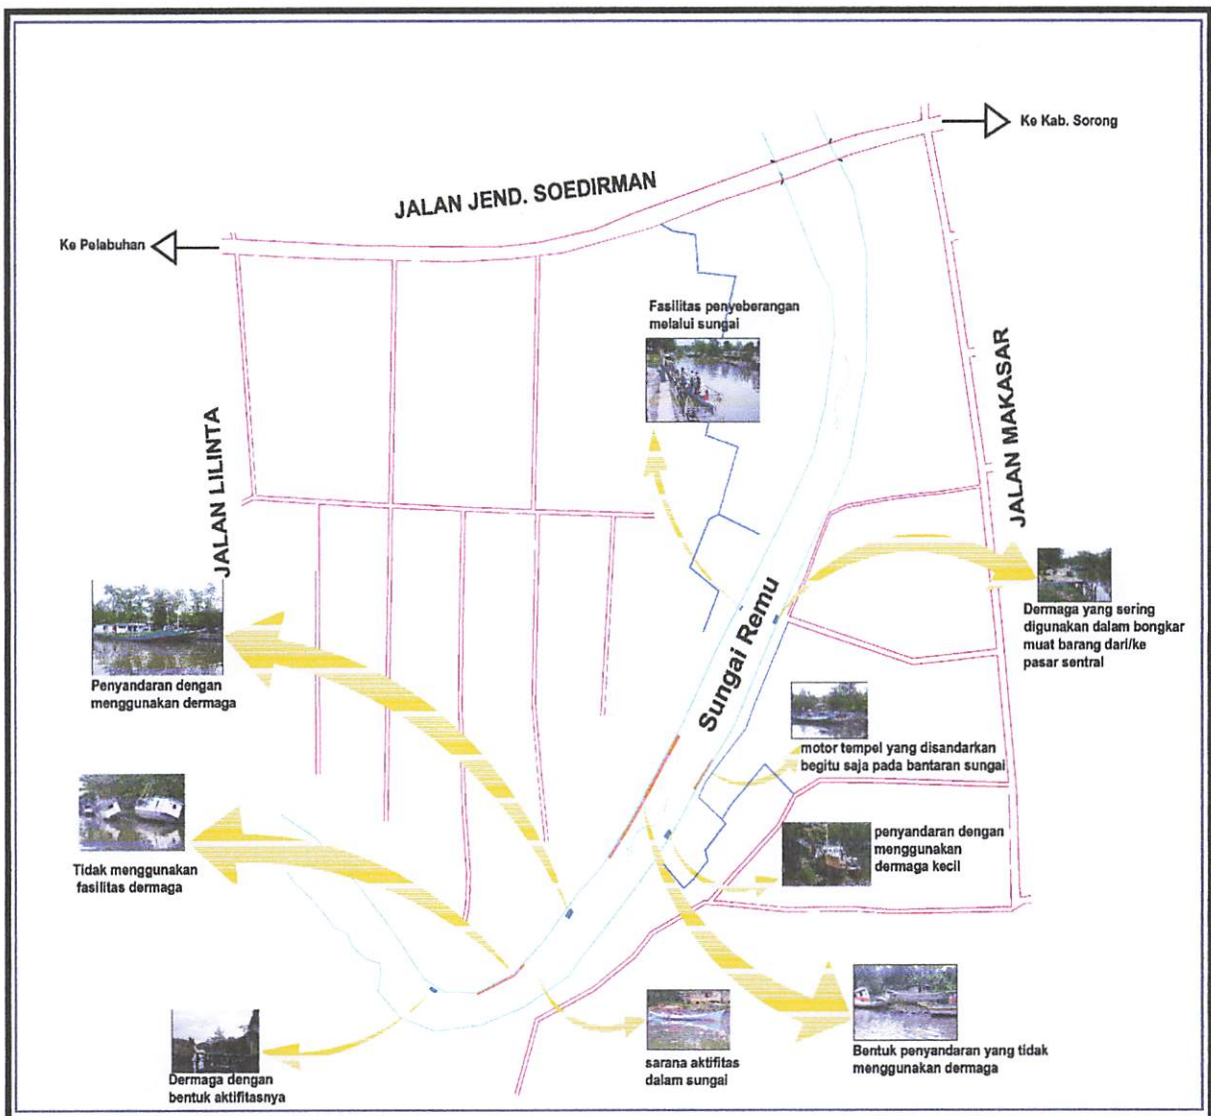 Ke Kab. Sorong
JALAN JEND. SOEDIRMAN
Ke Pelabuhan
Fasilitas penyeberangan
melalui sungai
JALAN LILINTA
JALAN MAKASAR
Sungai Remu
Dermaga yang sering
digunakan dalam bongkar
muat barang dari/ke
pasar sentral
Penyandaran dengan
menggunakan dermaga
motor tempel yang disandarkan
begitu saja pada bantaran sungai
Tidak menggunakan
fasilitas dermaga
penyandaran dengan
menggunakan
dermaga kecil
Dermaga dengan
bentuk aktifitasnya
sarana aktifitas
dalam sungai
Bentuk penyandaran yang tidak
menggunakan dermaga